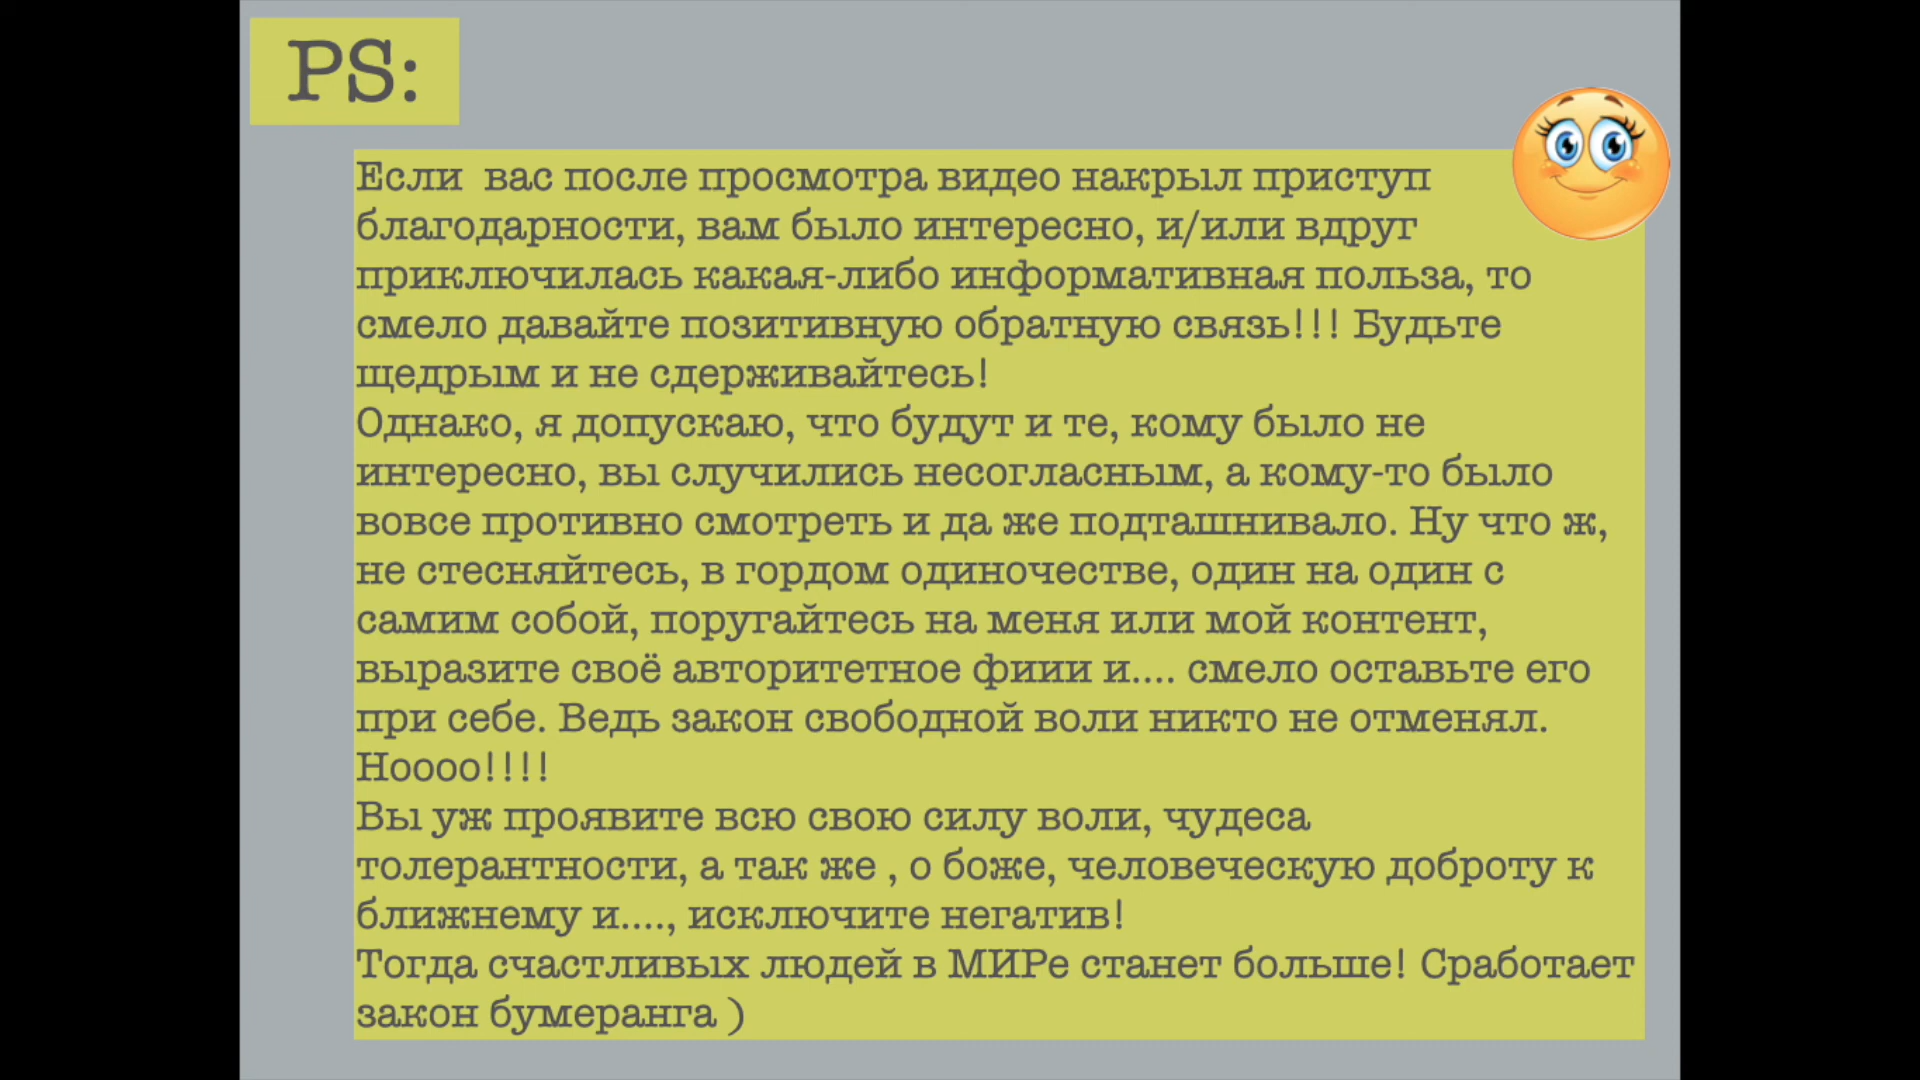 PS:
Если вас после просмотра видео накрыл приступ
благодарности, вам было интересно, и/или вдруг
приключилась какая-либо информативная польза, то
смело давайте позитивную обратную связь!!! Будьте
щедрым и не сдерживайтесь!
Однако, я допускаю, что будут и те, кому было не
интересно, вы случились несогласным, а кому-то было
вовсе противно смотреть и да же подташнивало. Ну что ж,
не стесняйтесь, в гордом одиночестве, один на один с
самим собой, поругайтесь на меня или мой контент,
выразите своё авторитетное фиии и.... смело оставьте его
при себе. Ведь закон свободной воли никто не отменял.
Ноооо!!!!
Вы уж проявите всю свою силу воли, чудеса
толерантности, а так же , о боже, человеческую доброту к
ближнему и...., исключите негатив!
Тогда счастливых людей в МИРе станет больше! Сработает
закон бумеранга )